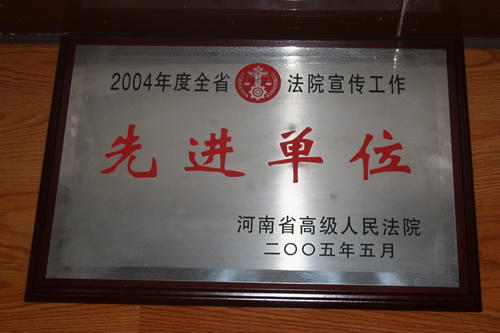 2004年度全省 法院宣传工作
先进单位
河南省高级人民法院
二〇〇五年五月